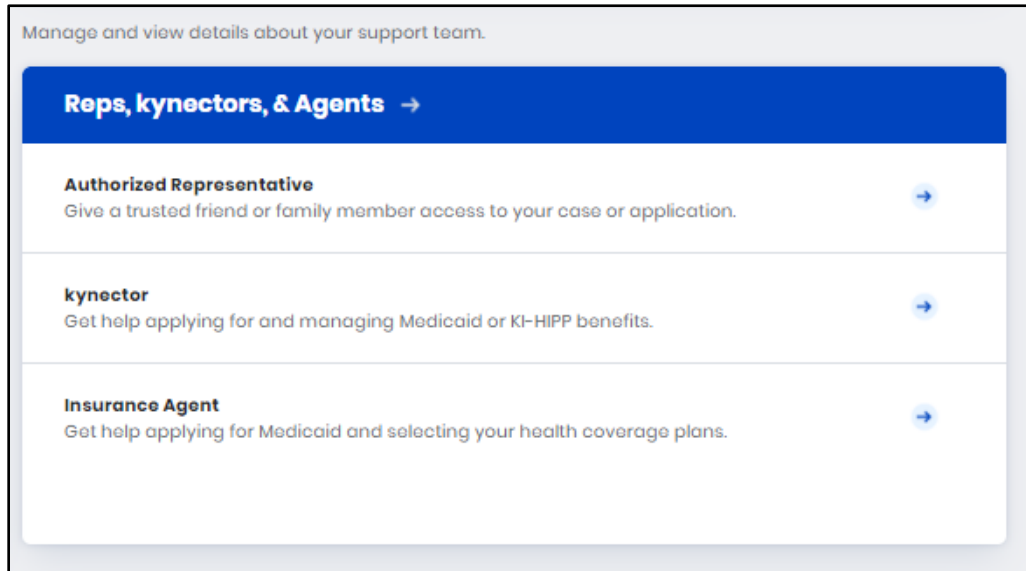 Manage and view details about your support team.
Reps, kynectors, & Agents →
Authorized Representative
Give a trusted friend or family member access to your case or application.
kynector
Get help applying for and managing Medicaid or KI-HIPP benefits.
Insurance Agent
Get help applying for Medicaid and selecting your health coverage plans.